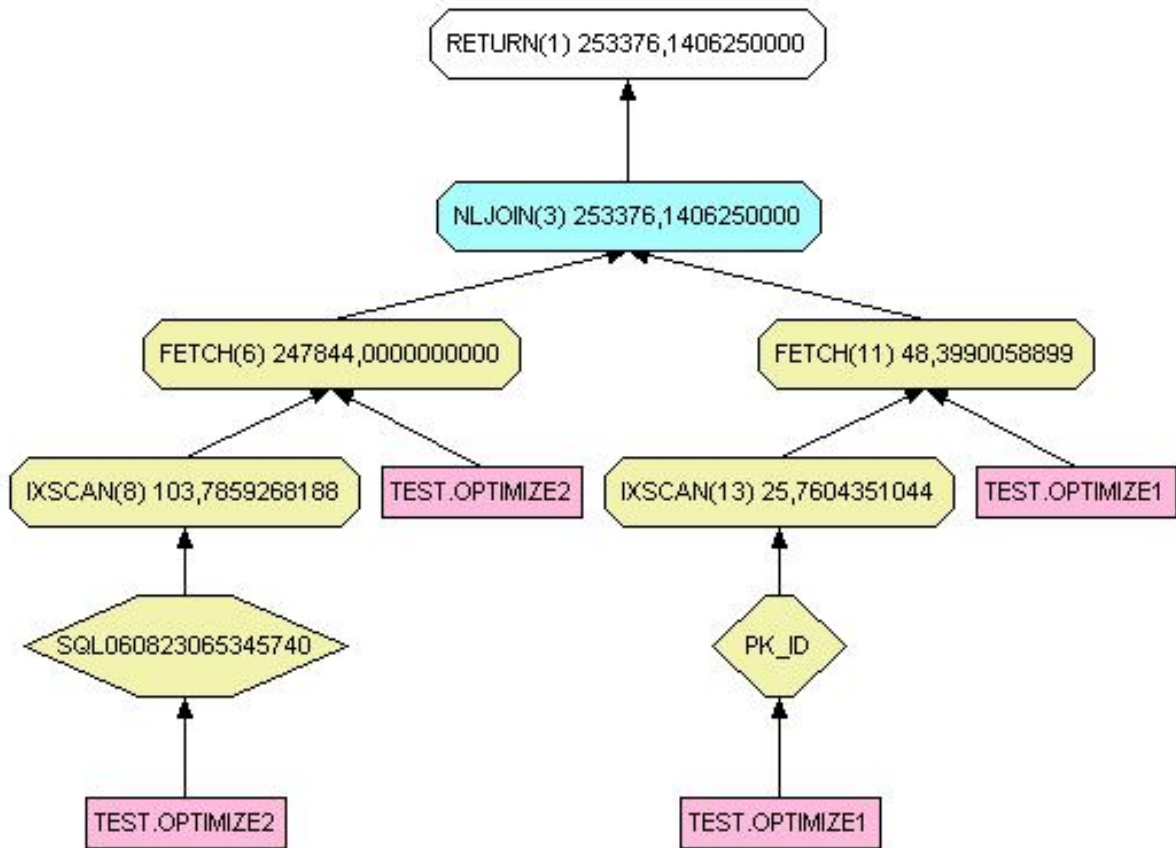 RETURN(1) 253376,1406250000
NLJOIN(3) 253376,1406250000
FETCH(6) 247844,0000000000
FETCH(11) 48,3990058899
IXSCAN(8) 103,7859268188
TEST.OPTIMIZE2
IXSCAN(13) 25,7604351044
TEST.OPTIMIZE1
SQL060823065345740
PK_ID
TEST.OPTIMIZE2
TEST.OPTIMIZE1